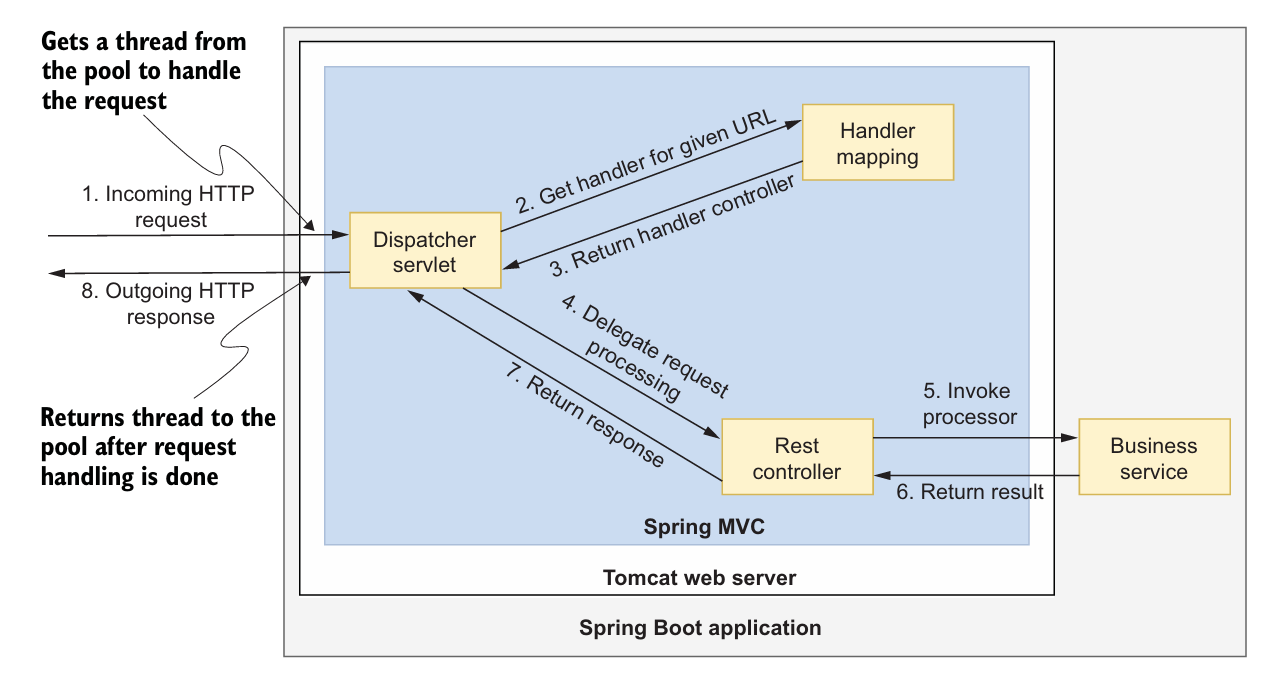 Gets a thread from
the pool to handle
the request
1. Incoming HTTP
request
8. Outgoing HTTP
response
Returns thread to the
pool after request
handling is done
Dispatcher
servlet
2. Get handler for given URL
3. Return handler controller
Handler
mapping
4. Delegate request
processing
7. Return response
Rest
controller
5. Invoke
processor
6. Return result
Business
service
Spring MVC
Tomcat web server
Spring Boot application